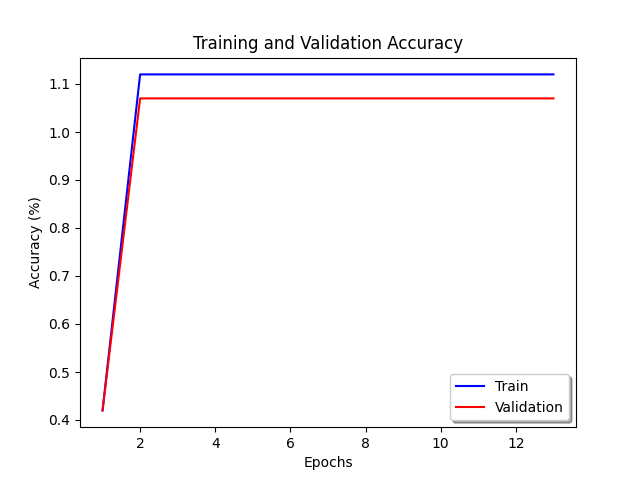 Training and Validation Accuracy
1.1
1.0
0.9
0.8
0.7
0.6
0.5
0.4
Accuracy (%)
Train
Validation
2 4 6 8 10 12
Epochs